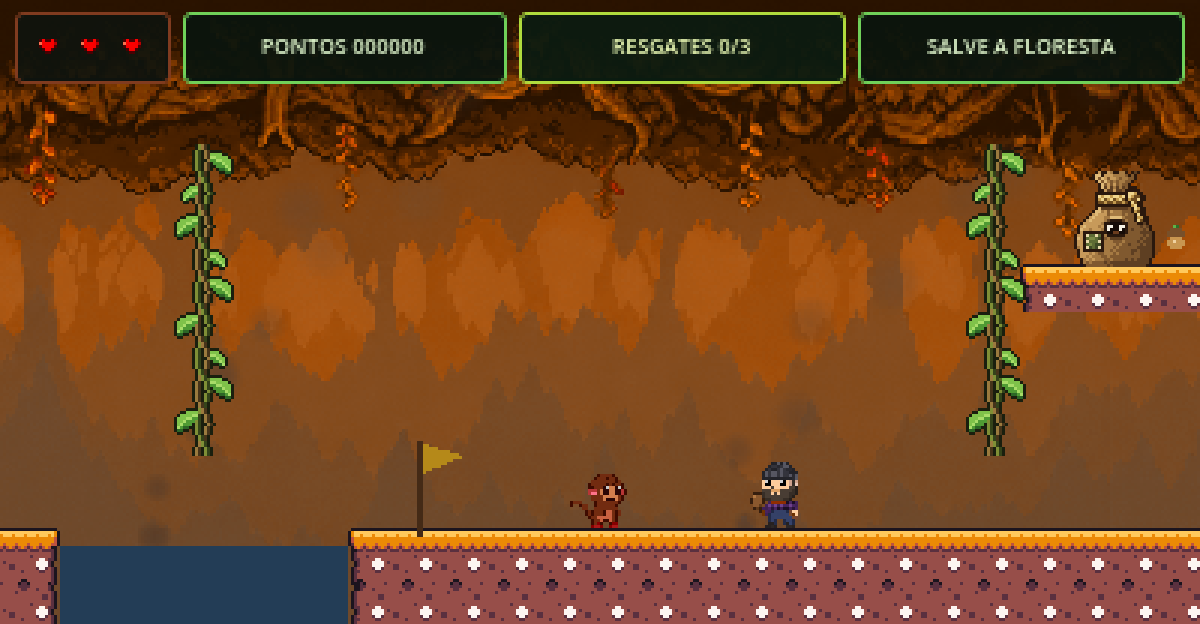 PONTOS 000000
RESGATES 0/3
SALVE A FLORESTA